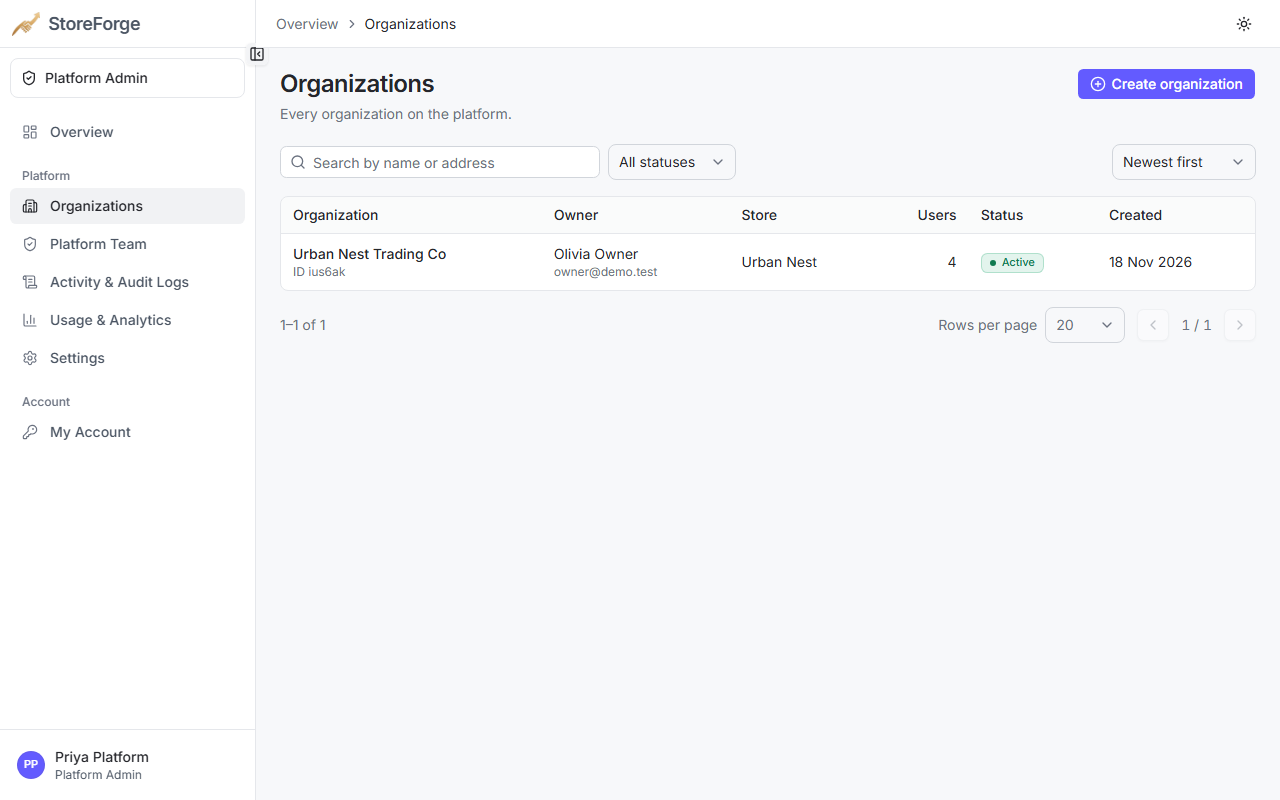 StoreForge
Overview
Organizations
Platform Admin
Overview
Platform
Organizations
Platform Team
Activity & Audit Logs
Usage & Analytics
Settings
Account
My Account
PP
Priya Platform
Platform Admin
Organizations
Every organization on the platform.
Create organization
Search by name or address
All statuses
Newest first
Organization Owner Store Users Status Created
Urban Nest Trading Co Olivia Owner Urban Nest 4 Active 18 Nov 2026
ID ius6ak owner@demo.test
1–1 of 1
Rows per page 20 1 / 1